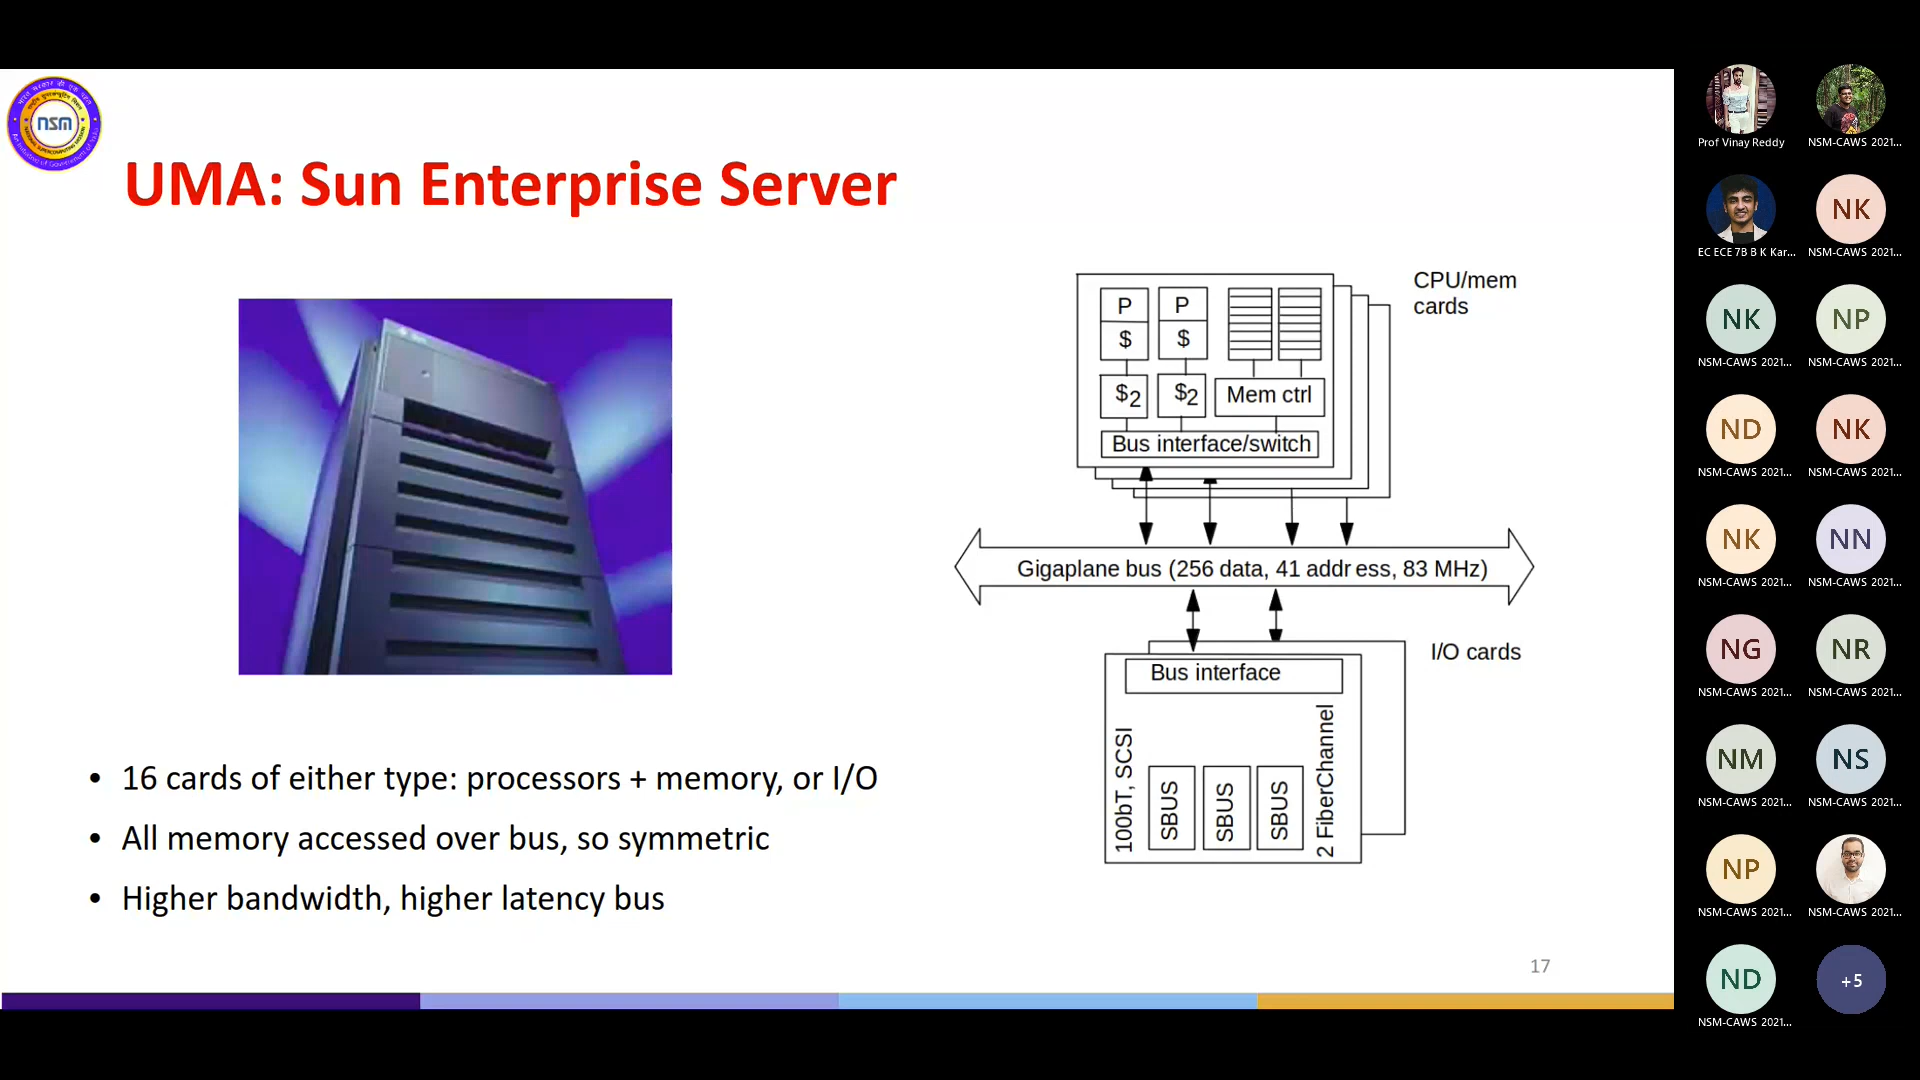 nsm
UMA: Sun Enterprise Server
CPU/mem
cards
P
P
$
$
$2
$2
Mem ctrl
Bus interface/switch
Gigaplane bus (256 data, 41 addr ess, 83 MHz)
I/O cards
Bus interface
100bT, SCSI
SBUS
SBUS
SBUS
2 FiberChannel
• 16 cards of either type: processors + memory, or I/O
• All memory accessed over bus, so symmetric
• Higher bandwidth, higher latency bus
17
Prof Vinay Reddy
NSM-CAWS 2021...
EC ECE 7B B K Kar...
NK
NSM-CAWS 2021...
NK
NSM-CAWS 2021...
NP
NSM-CAWS 2021...
ND
NSM-CAWS 2021...
NK
NSM-CAWS 2021...
NK
NSM-CAWS 2021...
NN
NSM-CAWS 2021...
NG
NSM-CAWS 2021...
NR
NSM-CAWS 2021...
NM
NSM-CAWS 2021...
NS
NSM-CAWS 2021...
NP
NSM-CAWS 2021...
NSM-CAWS 2021...
ND
NSM-CAWS 2021...
+5